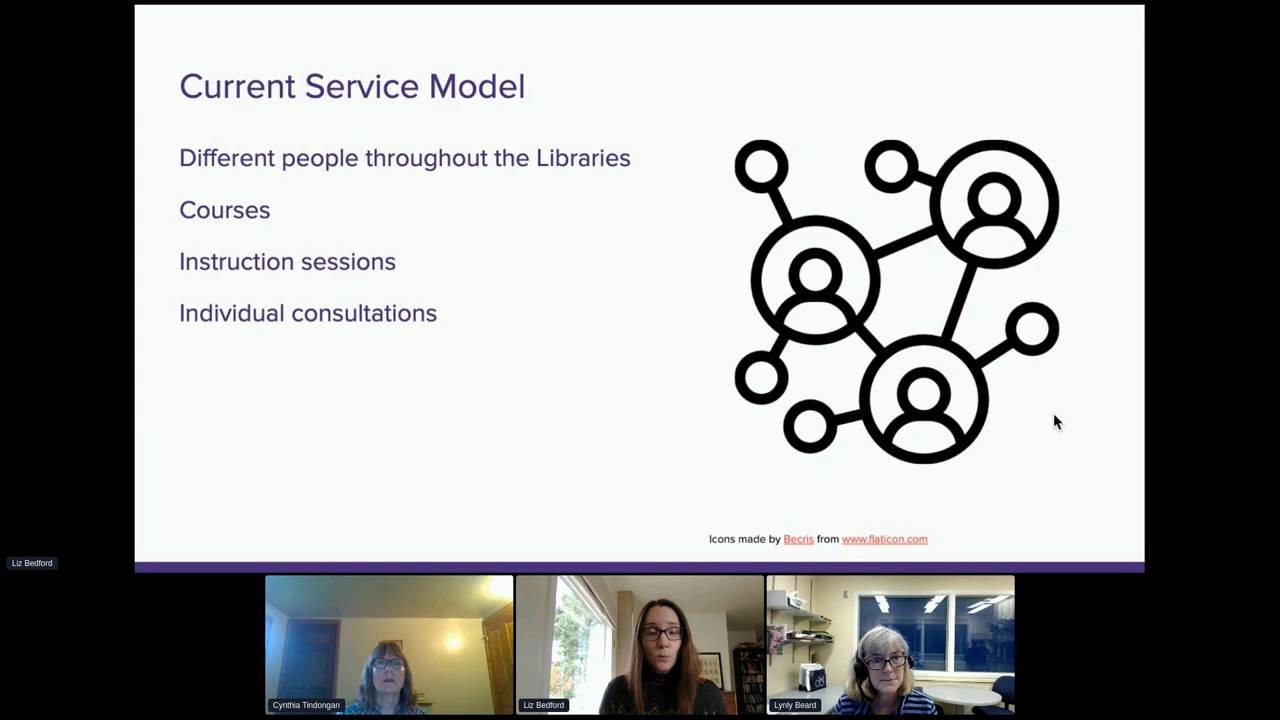 Current Service Model
Different people throughout the Libraries
Courses
Instruction sessions
Individual consultations
Icons made by Becris from www.flaticon.com
Liz Bedford
Cynthia Tindongan
Liz Bedford
Lynly Beard